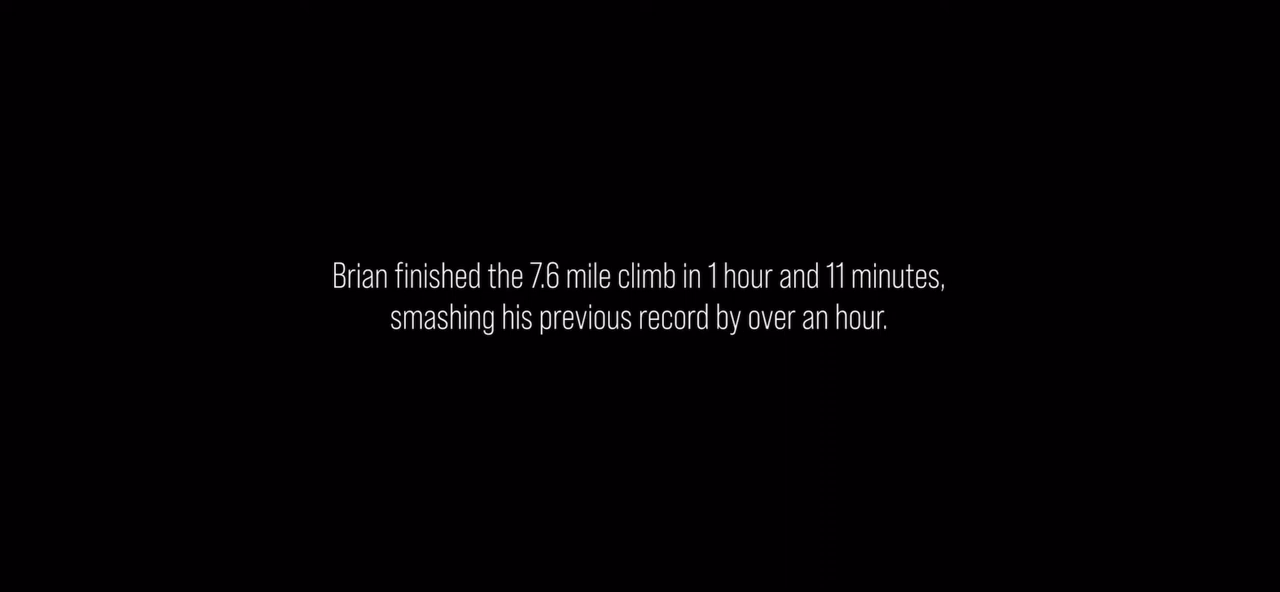 Brian finished the 7.6 mile climb in 1 hour and 11 minutes,
smashing his previous record by over an hour.